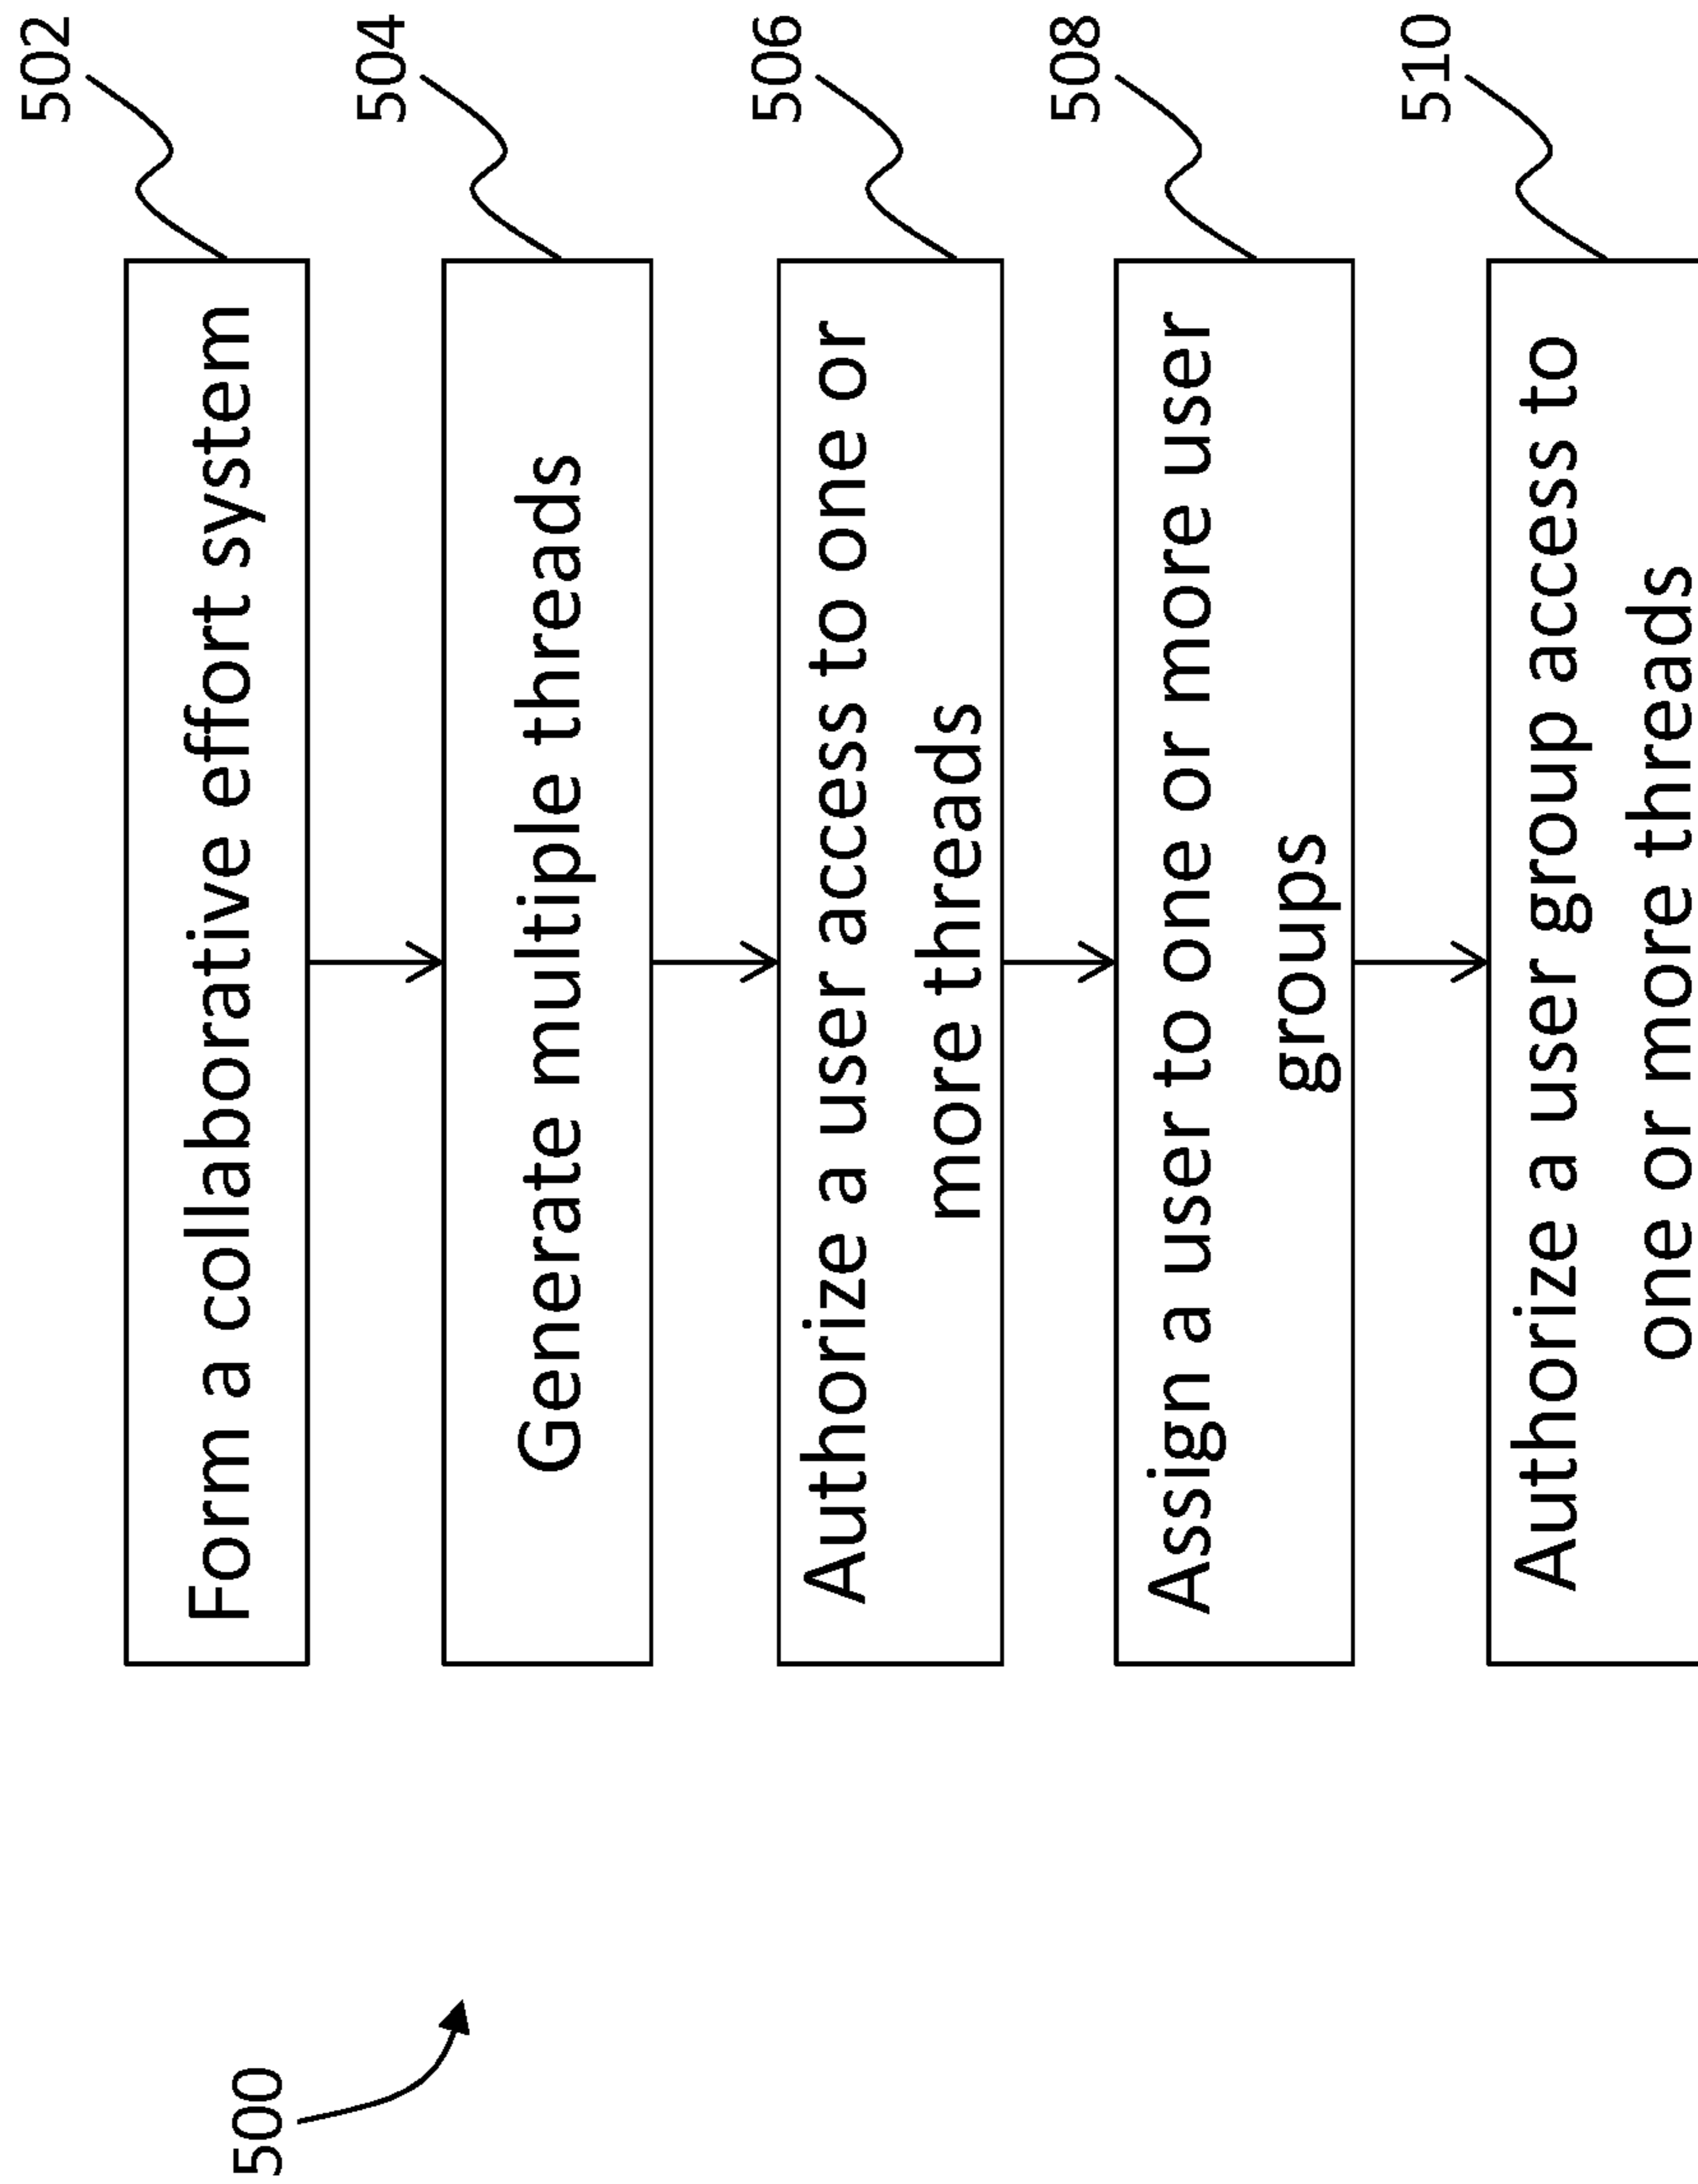 500
502
Form a collaborative effort system
504
Generate multiple threads
506
Authorize a user access to one or
more threads
508
Assign a user to one or more user
groups
510
Authorize a user group access to
one or more threads